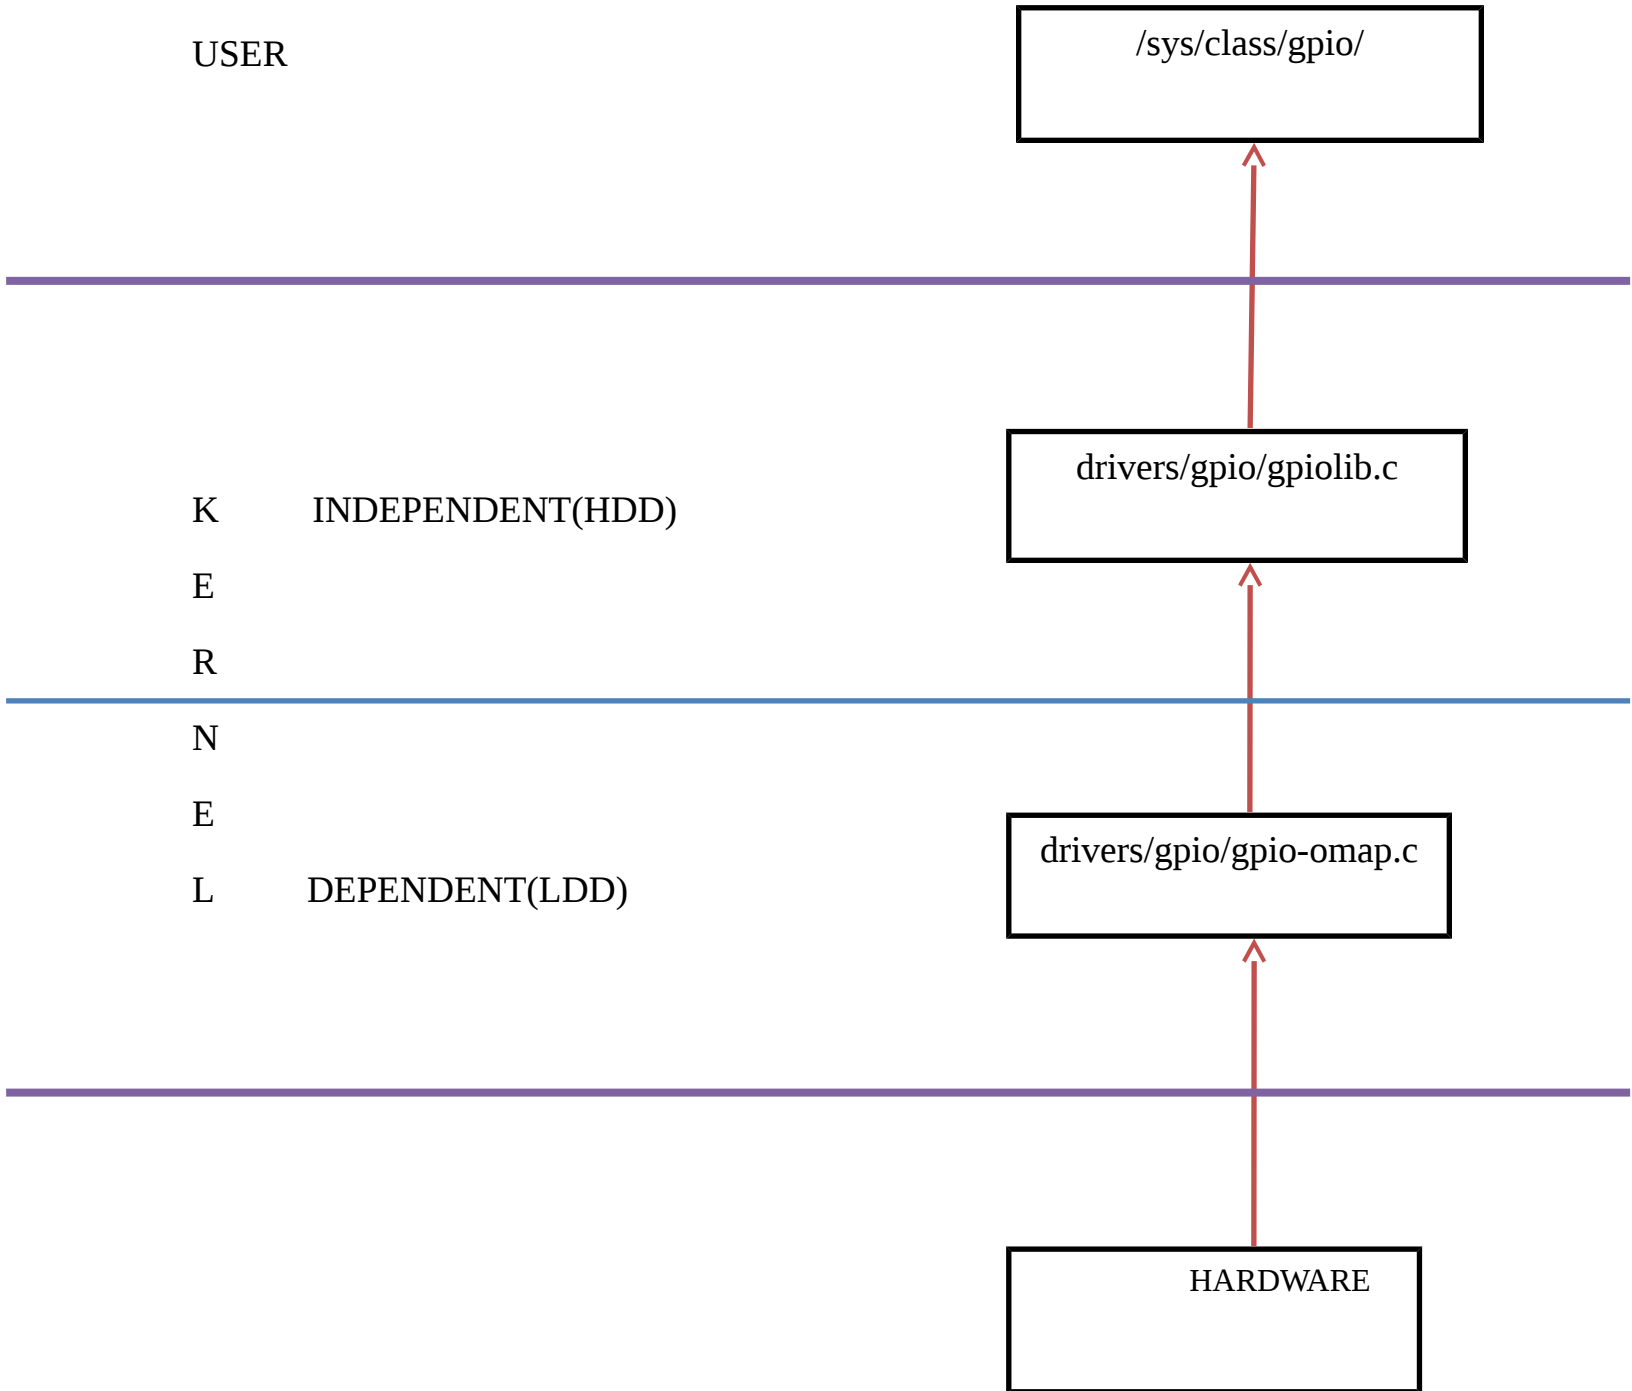 USER
/sys/class/gpio/
drivers/gpio/gpiolib.c
K INDEPENDENT(HDD)
E
R
N
E
drivers/gpio/gpio-omap.c
L DEPENDENT(LDD)
HARDWARE